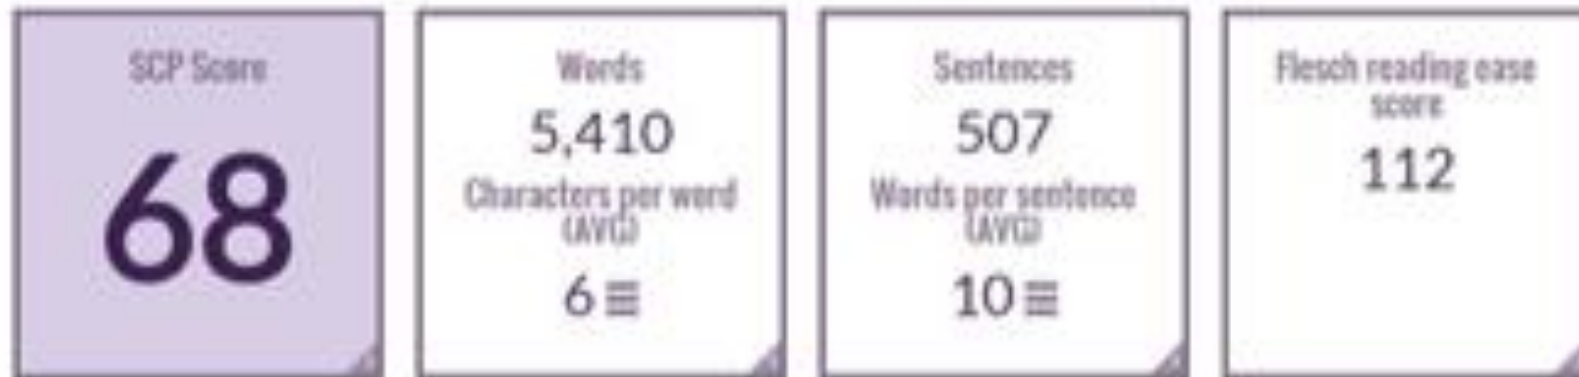 SCP Score
68
Words
5,410
Characters per word
(AVG)
6
Sentences
507
Words per sentence
(AVG)
10
Flesch reading ease
score
112